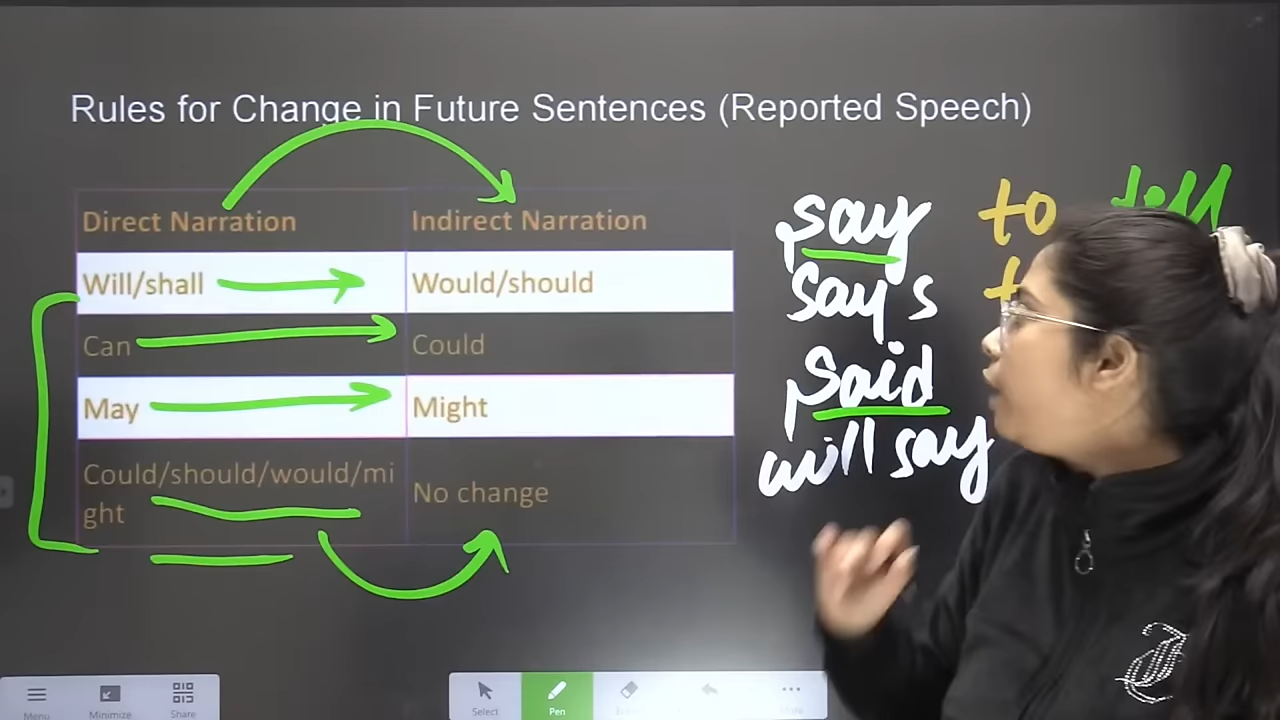 Rules for Change in Future Sentences (Reported Speech)
Direct Narration Indirect Narration
Will/shall Would/should
Can Could
May Might
Could/should/would/mi
ght
No change
say to tell
says
said
will say
Menu Minimize Share
Select Pen